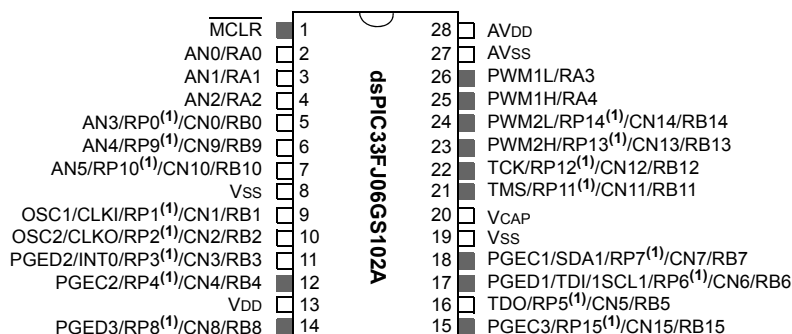 MCLR 1 28 AVDD
AN0/RA0 2 27 AVSS
AN1/RA1 3 26 PWM1L/RA3
AN2/RA2 4 25 PWM1H/RA4
AN3/RP0(1)/CN0/RB0 5 24 PWM2L/RP14(1)/CN14/RB14
AN4/RP9(1)/CN9/RB9 6 23 PWM2H/RP13(1)/CN13/RB13
AN5/RP10(1)/CN10/RB10 7 22 TCK/RP12(1)/CN12/RB12
VSS 8 21 TMS/RP11(1)/CN11/RB11
OSC1/CLKI/RP1(1)/CN1/RB1 9 20 VCAP
OSC2/CLKO/RP2(1)/CN2/RB2 10 19 VSS
PGED2/INT0/RP3(1)/CN3/RB3 11 18 PGEC1/SDA1/RP7(1)/CN7/RB7
PGEC2/RP4(1)/CN4/RB4 12 17 PGED1/TDI/1SCL1/RP6(1)/CN6/RB6
VDD 13 16 TDO/RP5(1)/CN5/RB5
PGED3/RP8(1)/CN8/RB8 14 15 PGEC3/RP15(1)/CN15/RB15
dsPIC33FJ06GS102A